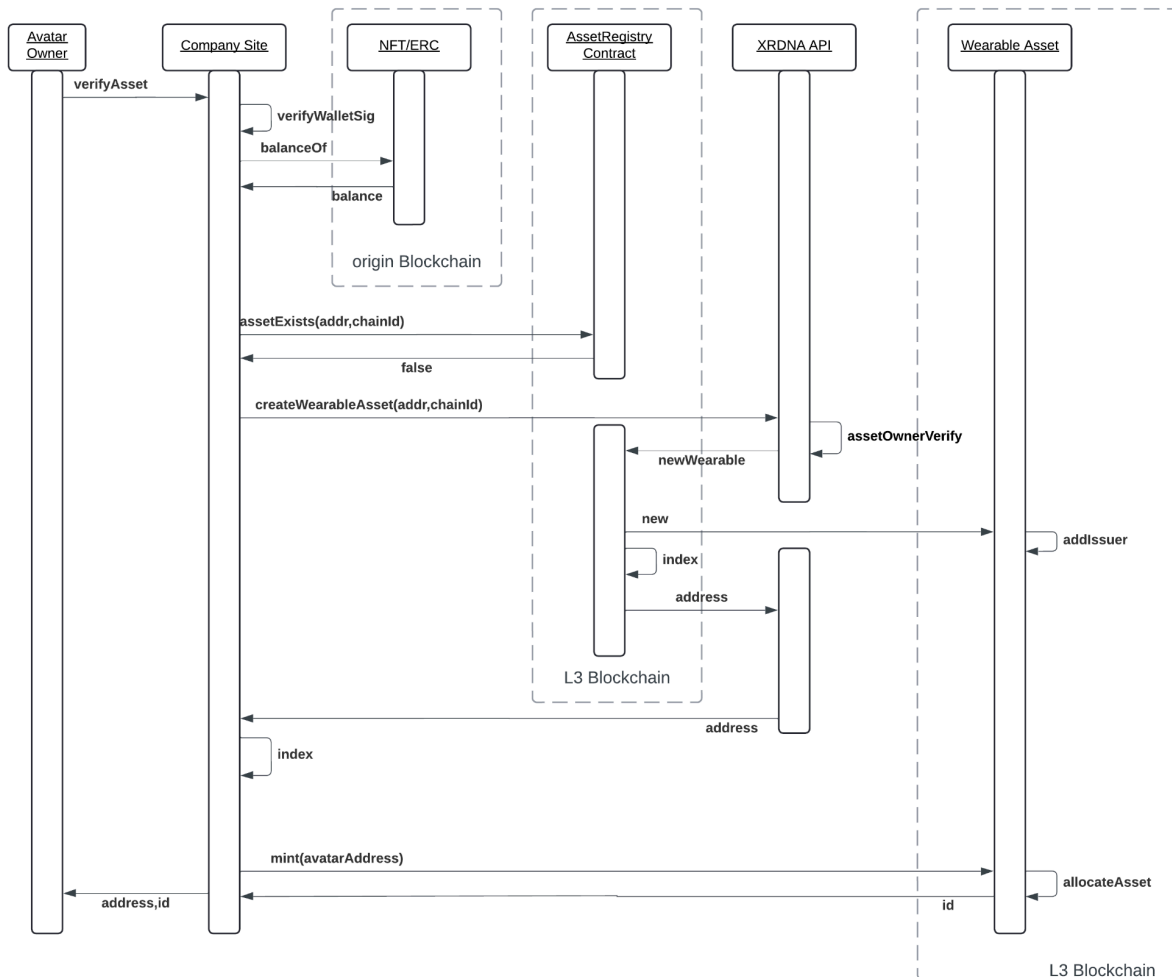 Avatar
Owner
Company Site
NFT/ERC
AssetRegistry
Contract
XRDNA API
Wearable Asset
verifyAsset
verifyWalletSig
balanceOf
balance
origin Blockchain
assetExists(addr,chainId)
false
createWearableAsset(addr,chainId)
assetOwnerVerify
newWearable
new
addIssuer
index
address
L3 Blockchain
address
index
mint(avatarAddress)
allocateAsset
address,id
id
L3 Blockchain